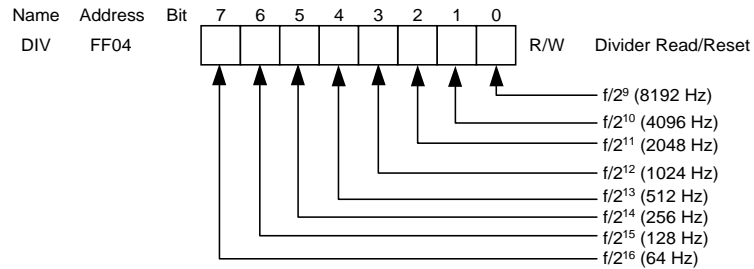 Name Address Bit 7 6 5 4 3 2 1 0
DIV FF04 R/W Divider Read/Reset
f/2⁹ (8192 Hz)
f/2¹⁰ (4096 Hz)
f/2¹¹ (2048 Hz)
f/2¹² (1024 Hz)
f/2¹³ (512 Hz)
f/2¹⁴ (256 Hz)
f/2¹⁵ (128 Hz)
f/2¹⁶ (64 Hz)